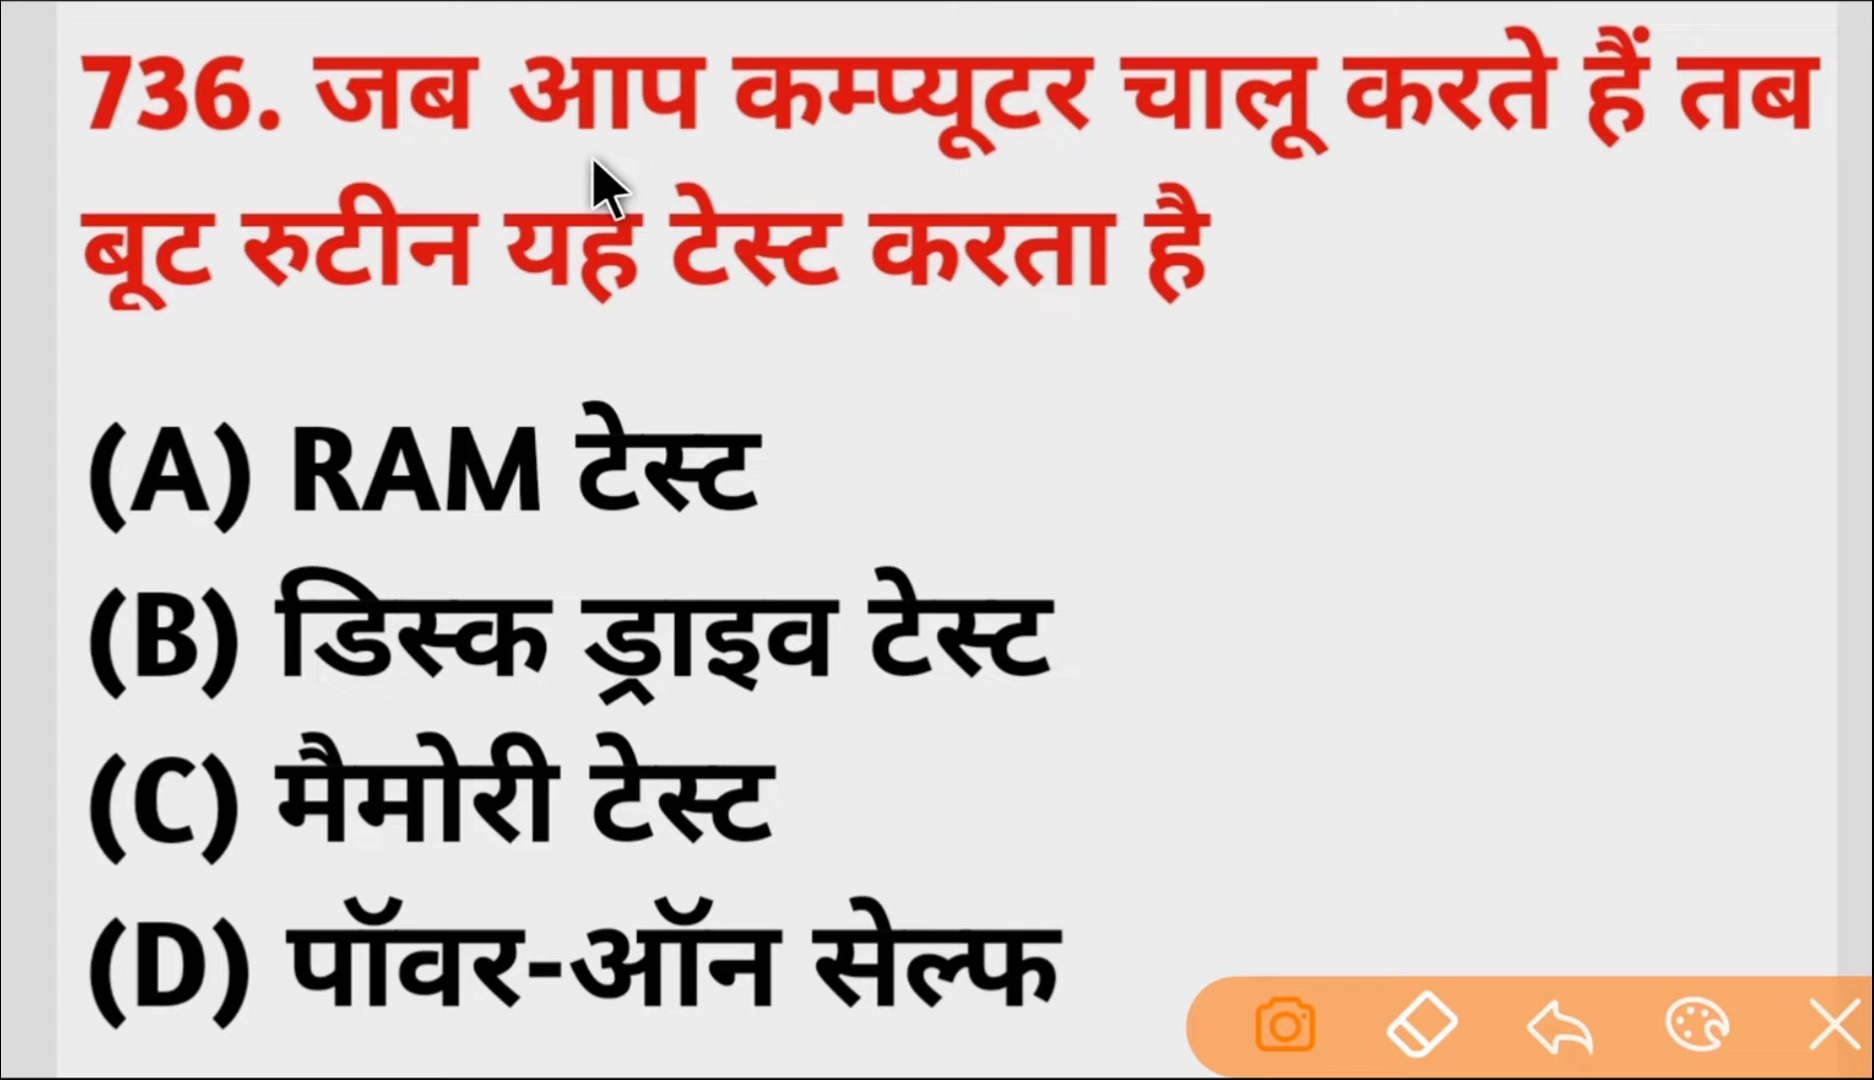 736. जब आप कम्प्यूटर चालू करते हैं तब
बूट रुटीन यह टेस्ट करता है
(A) RAM टेस्ट
(B) डिस्क ड्राइव टेस्ट
(C) मैमोरी टेस्ट
(D) पॉवर-ऑन सेल्फ